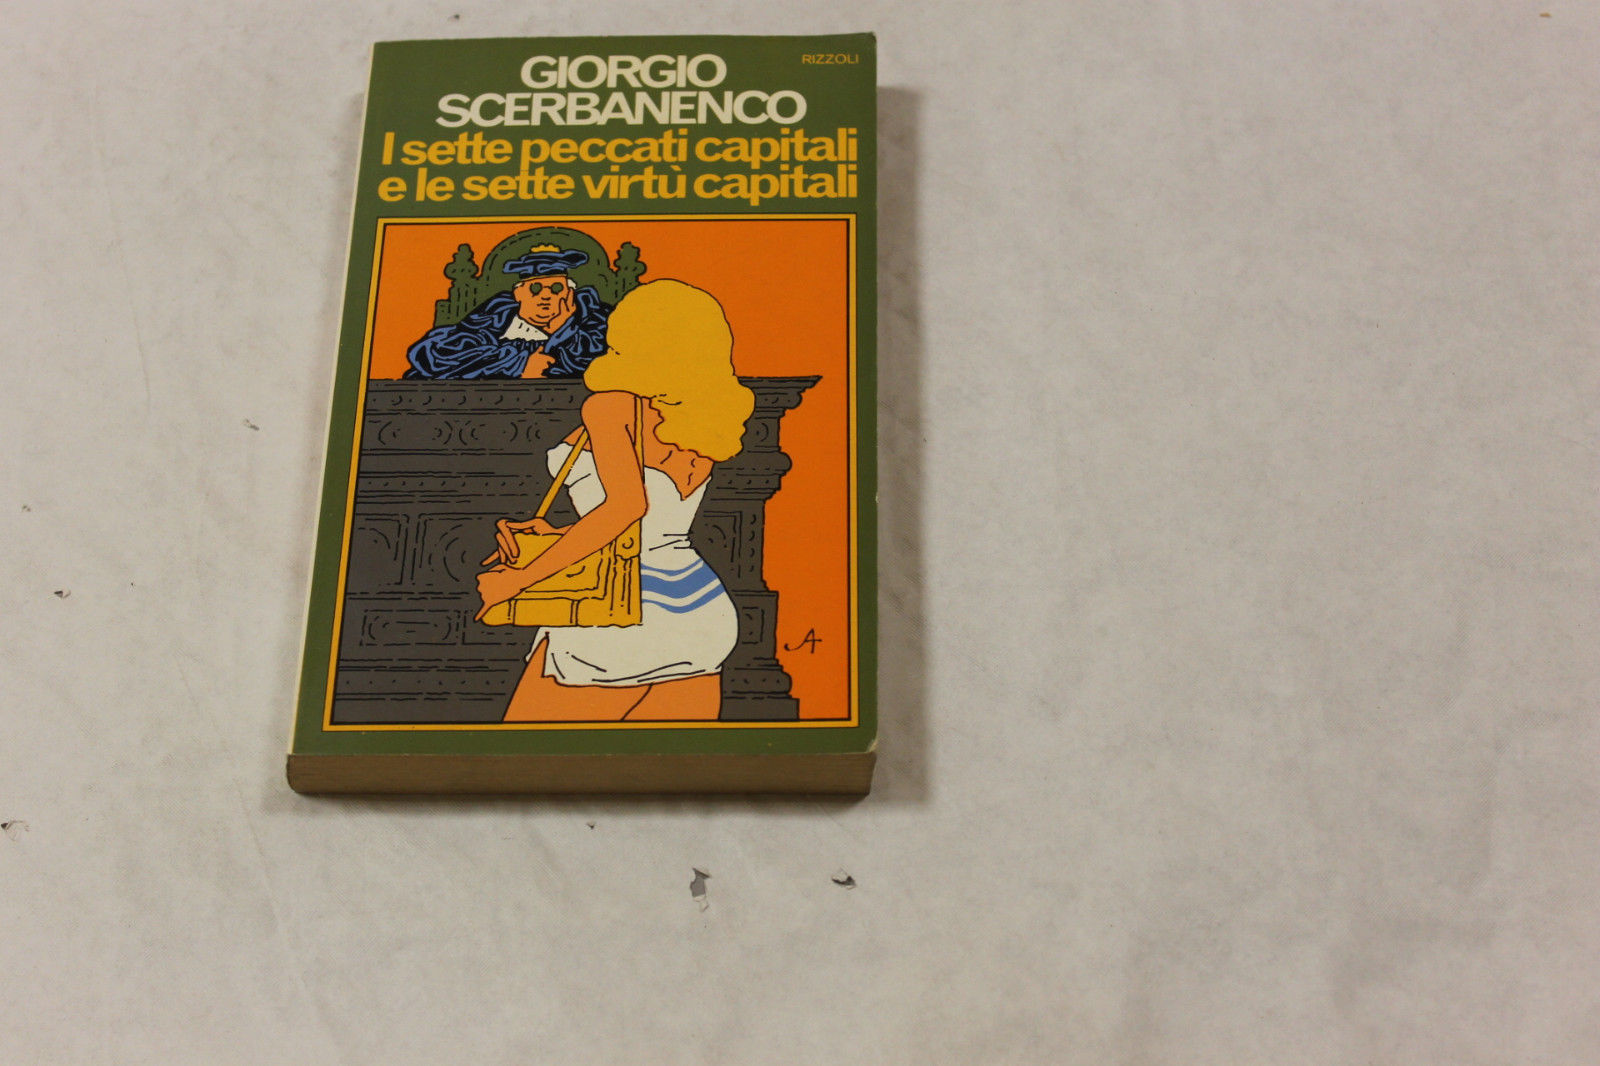 RIZZOLI
GIORGIO
SCERBANENCO
I sette peccati capitali
e le sette virtù capitali
A